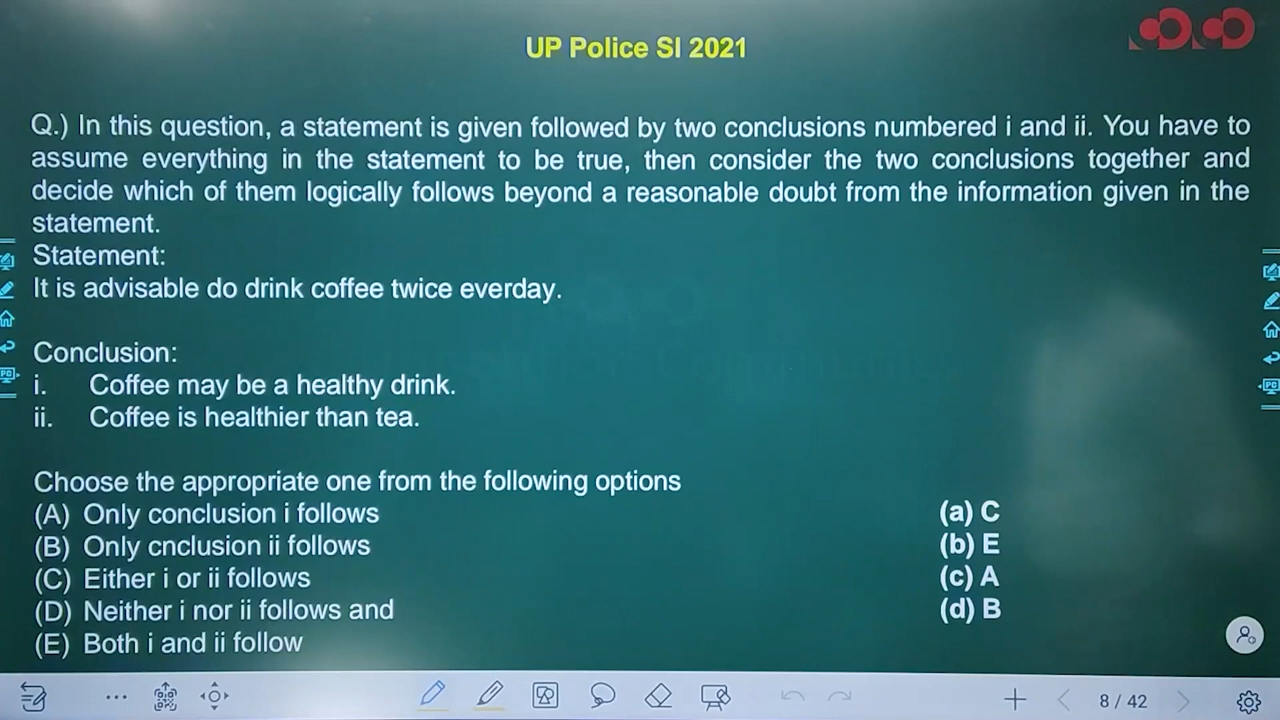 UP Police SI 2021
Q.) In this question, a statement is given followed by two conclusions numbered i and ii. You have to
assume everything in the statement to be true, then consider the two conclusions together and
decide which of them logically follows beyond a reasonable doubt from the information given in the
statement.
Statement:
It is advisable do drink coffee twice everday.
Conclusion:
i. Coffee may be a healthy drink.
ii. Coffee is healthier than tea.
Choose the appropriate one from the following options
(A) Only conclusion i follows
(B) Only cnclusion ii follows
(C) Either i or ii follows
(D) Neither i nor ii follows and
(E) Both i and ii follow
(a) C
(b) E
(c) A
(d) B
PC
PC
8 / 42